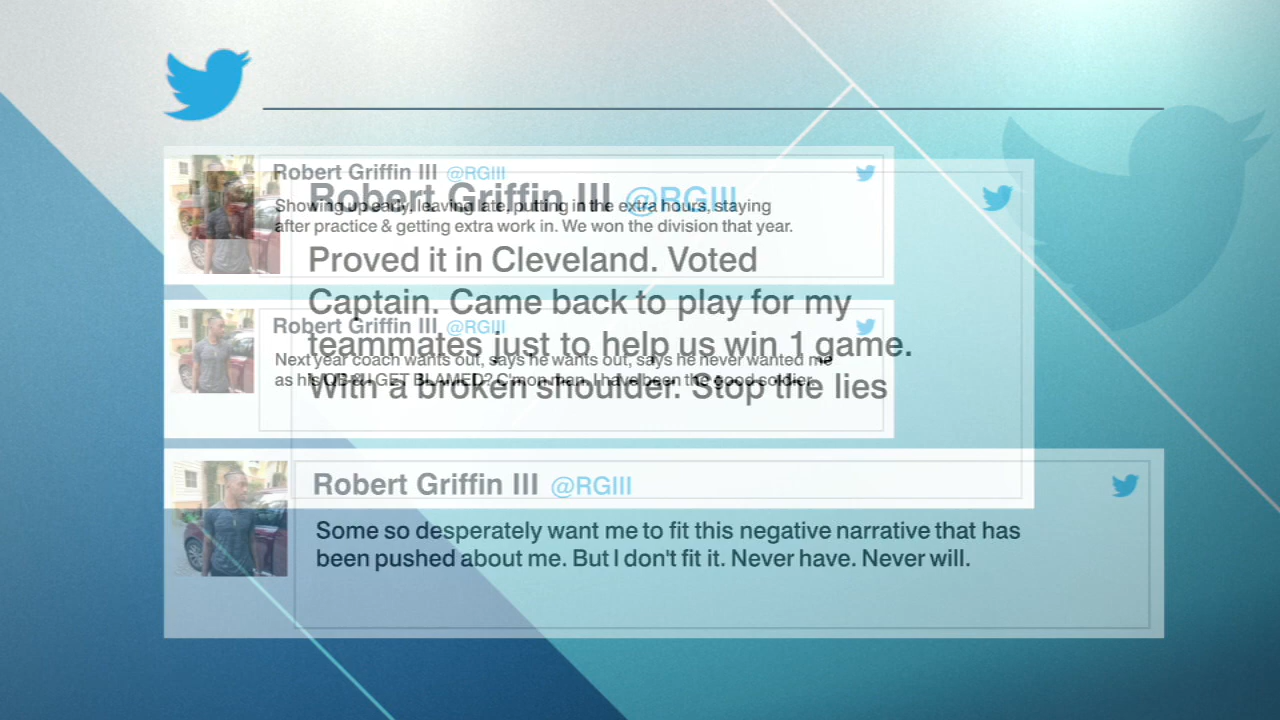 Robert Griffin III @RGIII
Showing up early, leaving late, putting in the extra hours, staying
after practice & getting extra work in. We won the division that year.
Robert Griffin III @RGIII
Next year coach wants out, says he wants out, says he never wanted me
as his QB & I GET BLAMED? C'mon man. I have been the good soldier.
Robert Griffin III @RGIII
Proved it in Cleveland. Voted
Captain. Came back to play for my
teammates just to help us win 1 game.
With a broken shoulder. Stop the lies
Robert Griffin III @RGIII
Some so desperately want me to fit this negative narrative that has
been pushed about me. But I don't fit it. Never have. Never will.